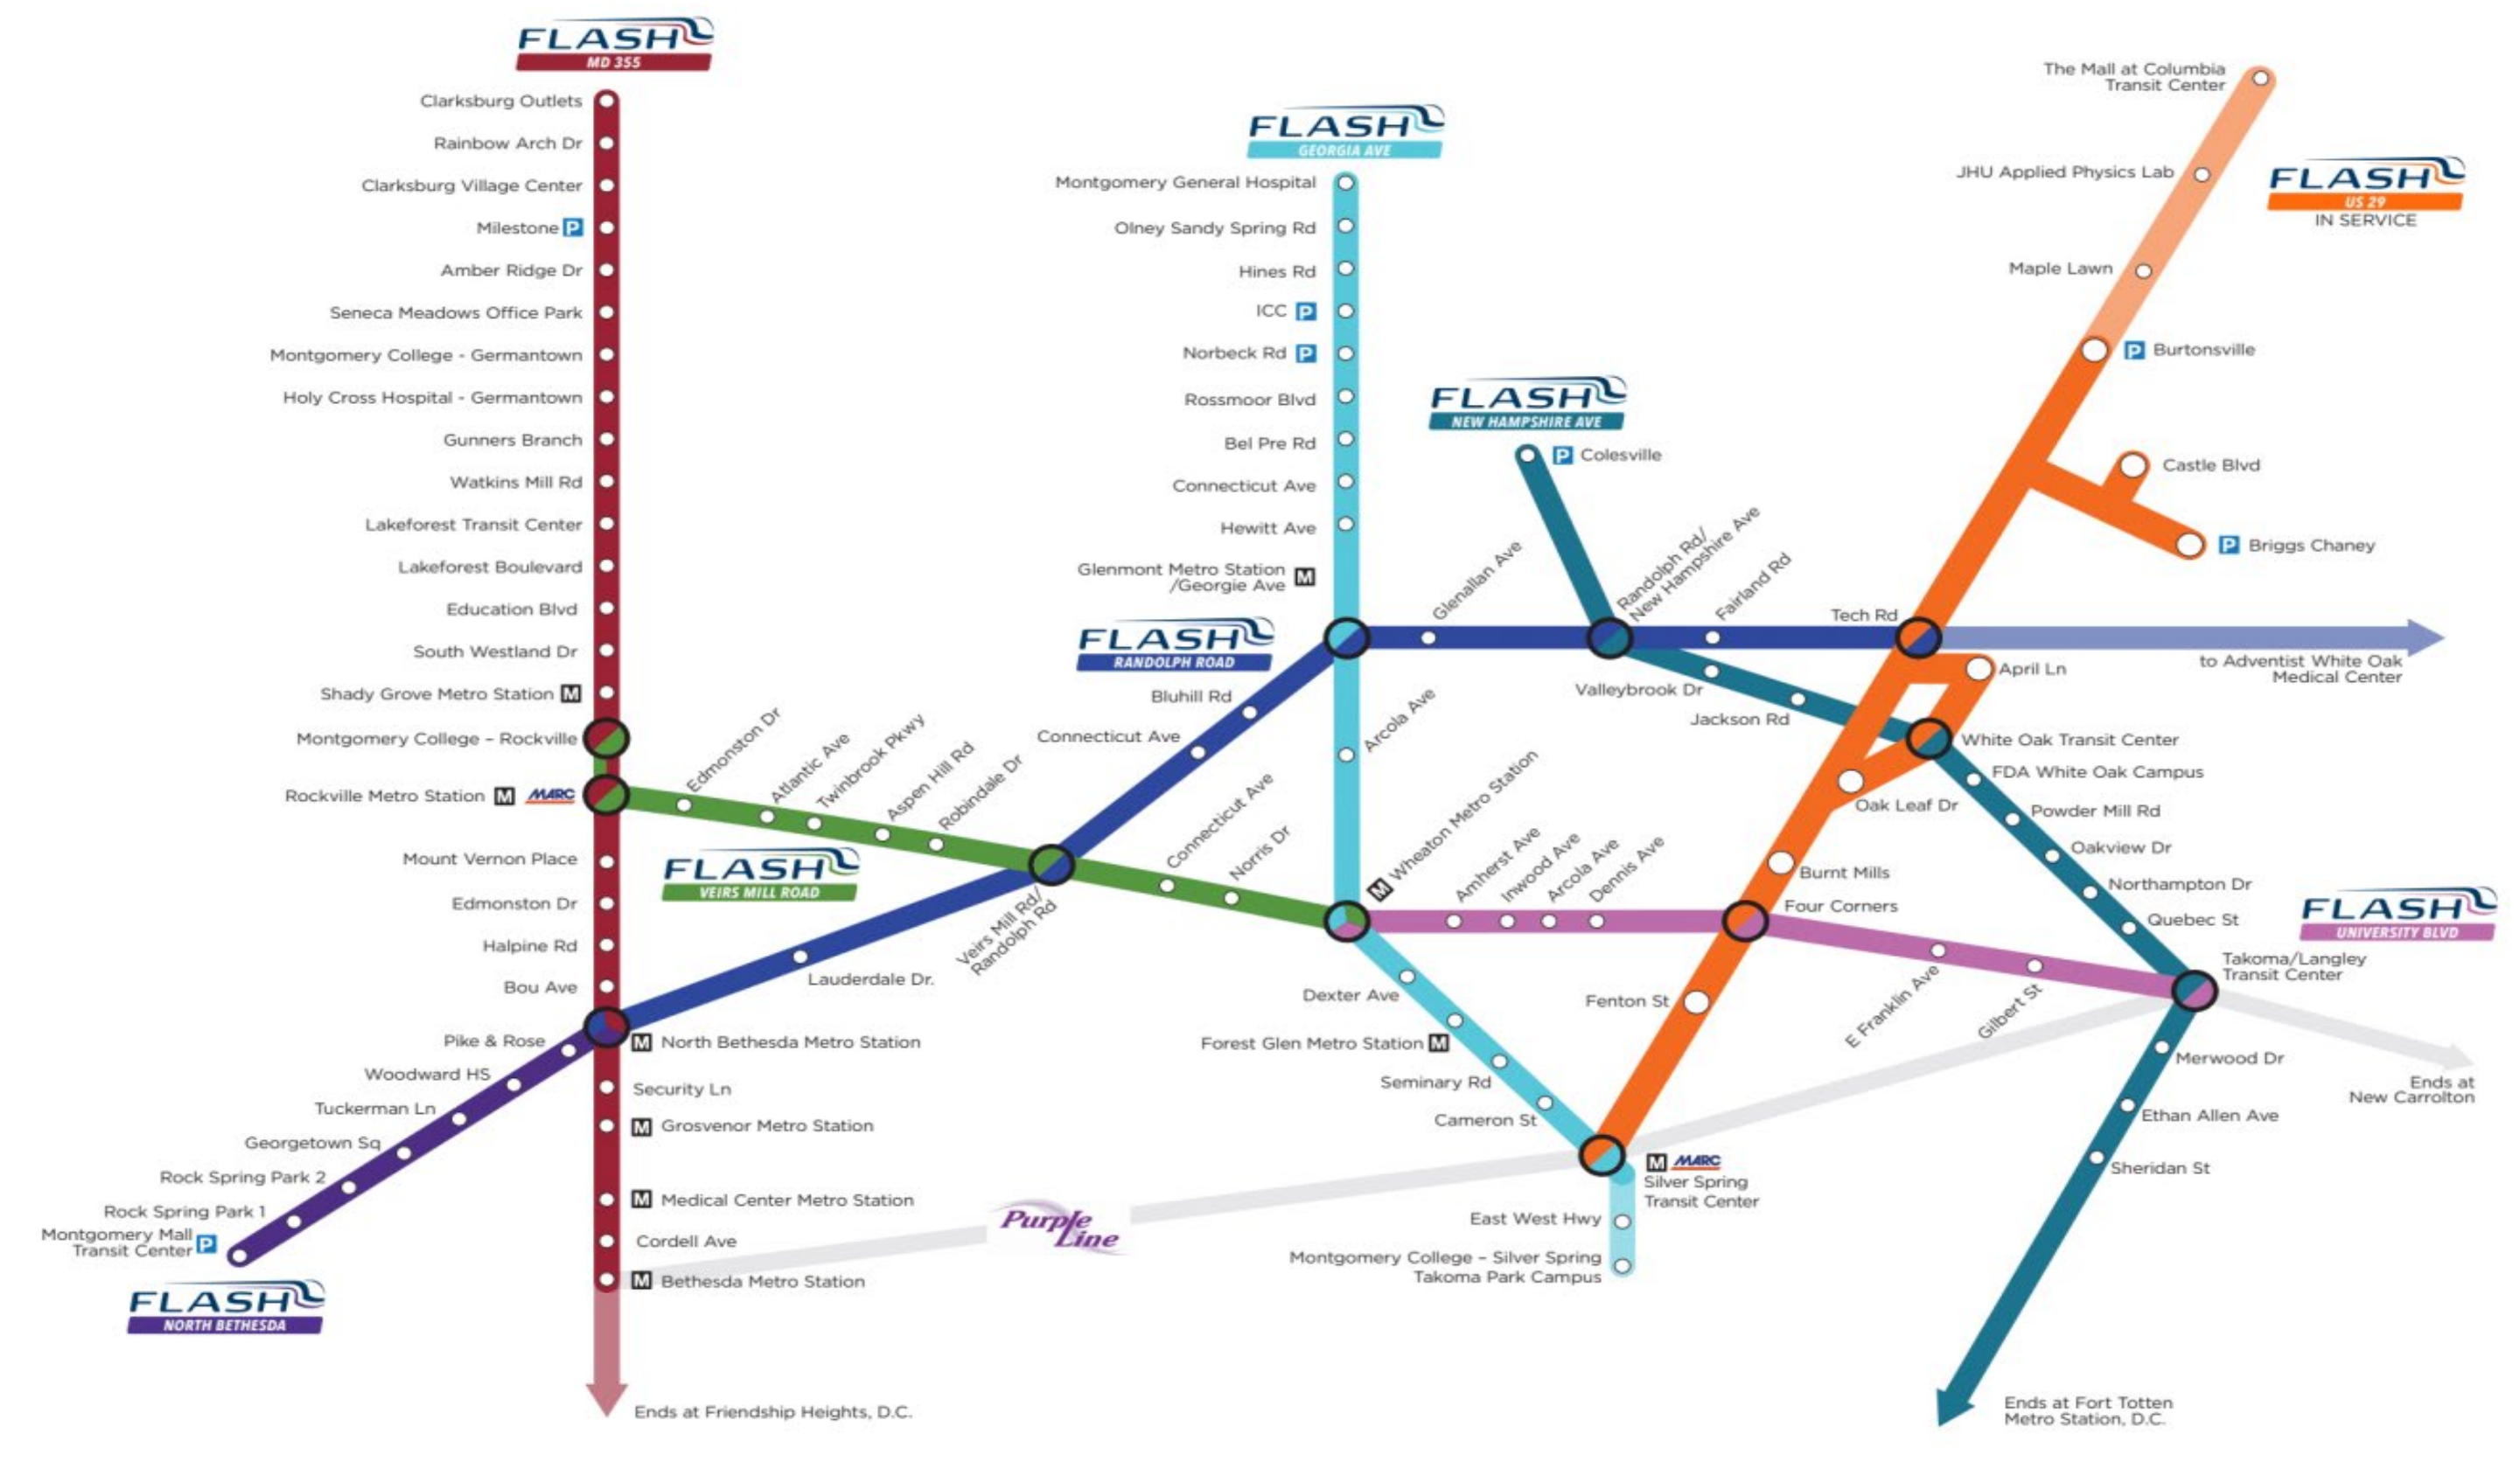 FLASH
MD 355
Clarksburg Outlets
Rainbow Arch Dr
Clarksburg Village Center
Milestone P
Amber Ridge Dr
Seneca Meadows Office Park
Montgomery College - Germantown
Holy Cross Hospital - Germantown
Gunners Branch
Watkins Mill Rd
Lakeforest Transit Center
Lakeforest Boulevard
Education Blvd
South Westland Dr
Shady Grove Metro Station M
Montgomery College – Rockville
Rockville Metro Station M MARC
Mount Vernon Place
Edmonston Dr
Halpine Rd
Bou Ave
M North Bethesda Metro Station
Security Ln
M Grosvenor Metro Station
M Medical Center Metro Station
Cordell Ave
M Bethesda Metro Station
Ends at Friendship Heights, D.C.
Pike & Rose
Woodward HS
Tuckerman Ln
Georgetown Sq
Rock Spring Park 2
Rock Spring Park 1
Montgomery Mall
Transit Center P
FLASH
NORTH BETHESDA
Edmonston Dr
Atlantic Ave
Twinbrook Pkwy
Aspen Hill Rd
Robindale Dr
FLASH
VEIRS MILL ROAD
Veirs Mill Rd/
Randolph Rd
Connecticut Ave
Norris Dr
Lauderdale Dr.
FLASH
RANDOLPH ROAD
Bluhill Rd
Connecticut Ave
FLASH
GEORGIA AVE
Montgomery General Hospital
Olney Sandy Spring Rd
Hines Rd
ICC P
Norbeck Rd P
Rossmoor Blvd
Bel Pre Rd
Connecticut Ave
Hewitt Ave
Glenmont Metro Station
/Georgie Ave M
Arcola Ave
M Wheaton Metro Station
Dexter Ave
Forest Glen Metro Station M
Seminary Rd
Cameron St
M MARC
Silver Spring
Transit Center
East West Hwy
Montgomery College – Silver Spring
Takoma Park Campus
Purple
Line
Glenallan Ave
Randolph Rd/
New Hampshire Ave
Fairland Rd
Tech Rd
to Adventist White Oak
Medical Center
FLASH
NEW HAMPSHIRE AVE
P Colesville
Valleybrook Dr
Jackson Rd
White Oak Transit Center
FDA White Oak Campus
Powder Mill Rd
Oakview Dr
Northampton Dr
Quebec St
Takoma/Langley
Transit Center
Merwood Dr
Ethan Allen Ave
Sheridan St
Ends at Fort Totten
Metro Station, D.C.
Ends at
New Carrolton
The Mall at Columbia
Transit Center
JHU Applied Physics Lab
Maple Lawn
FLASH
US 29
IN SERVICE
P Burtonsville
Castle Blvd
P Briggs Chaney
April Ln
Oak Leaf Dr
Burnt Mills
Four Corners
Fenton St
Amherst Ave
Inwood Ave
Arcola Ave
Dennis Ave
E Franklin Ave
Gilbert St
FLASH
UNIVERSITY BLVD